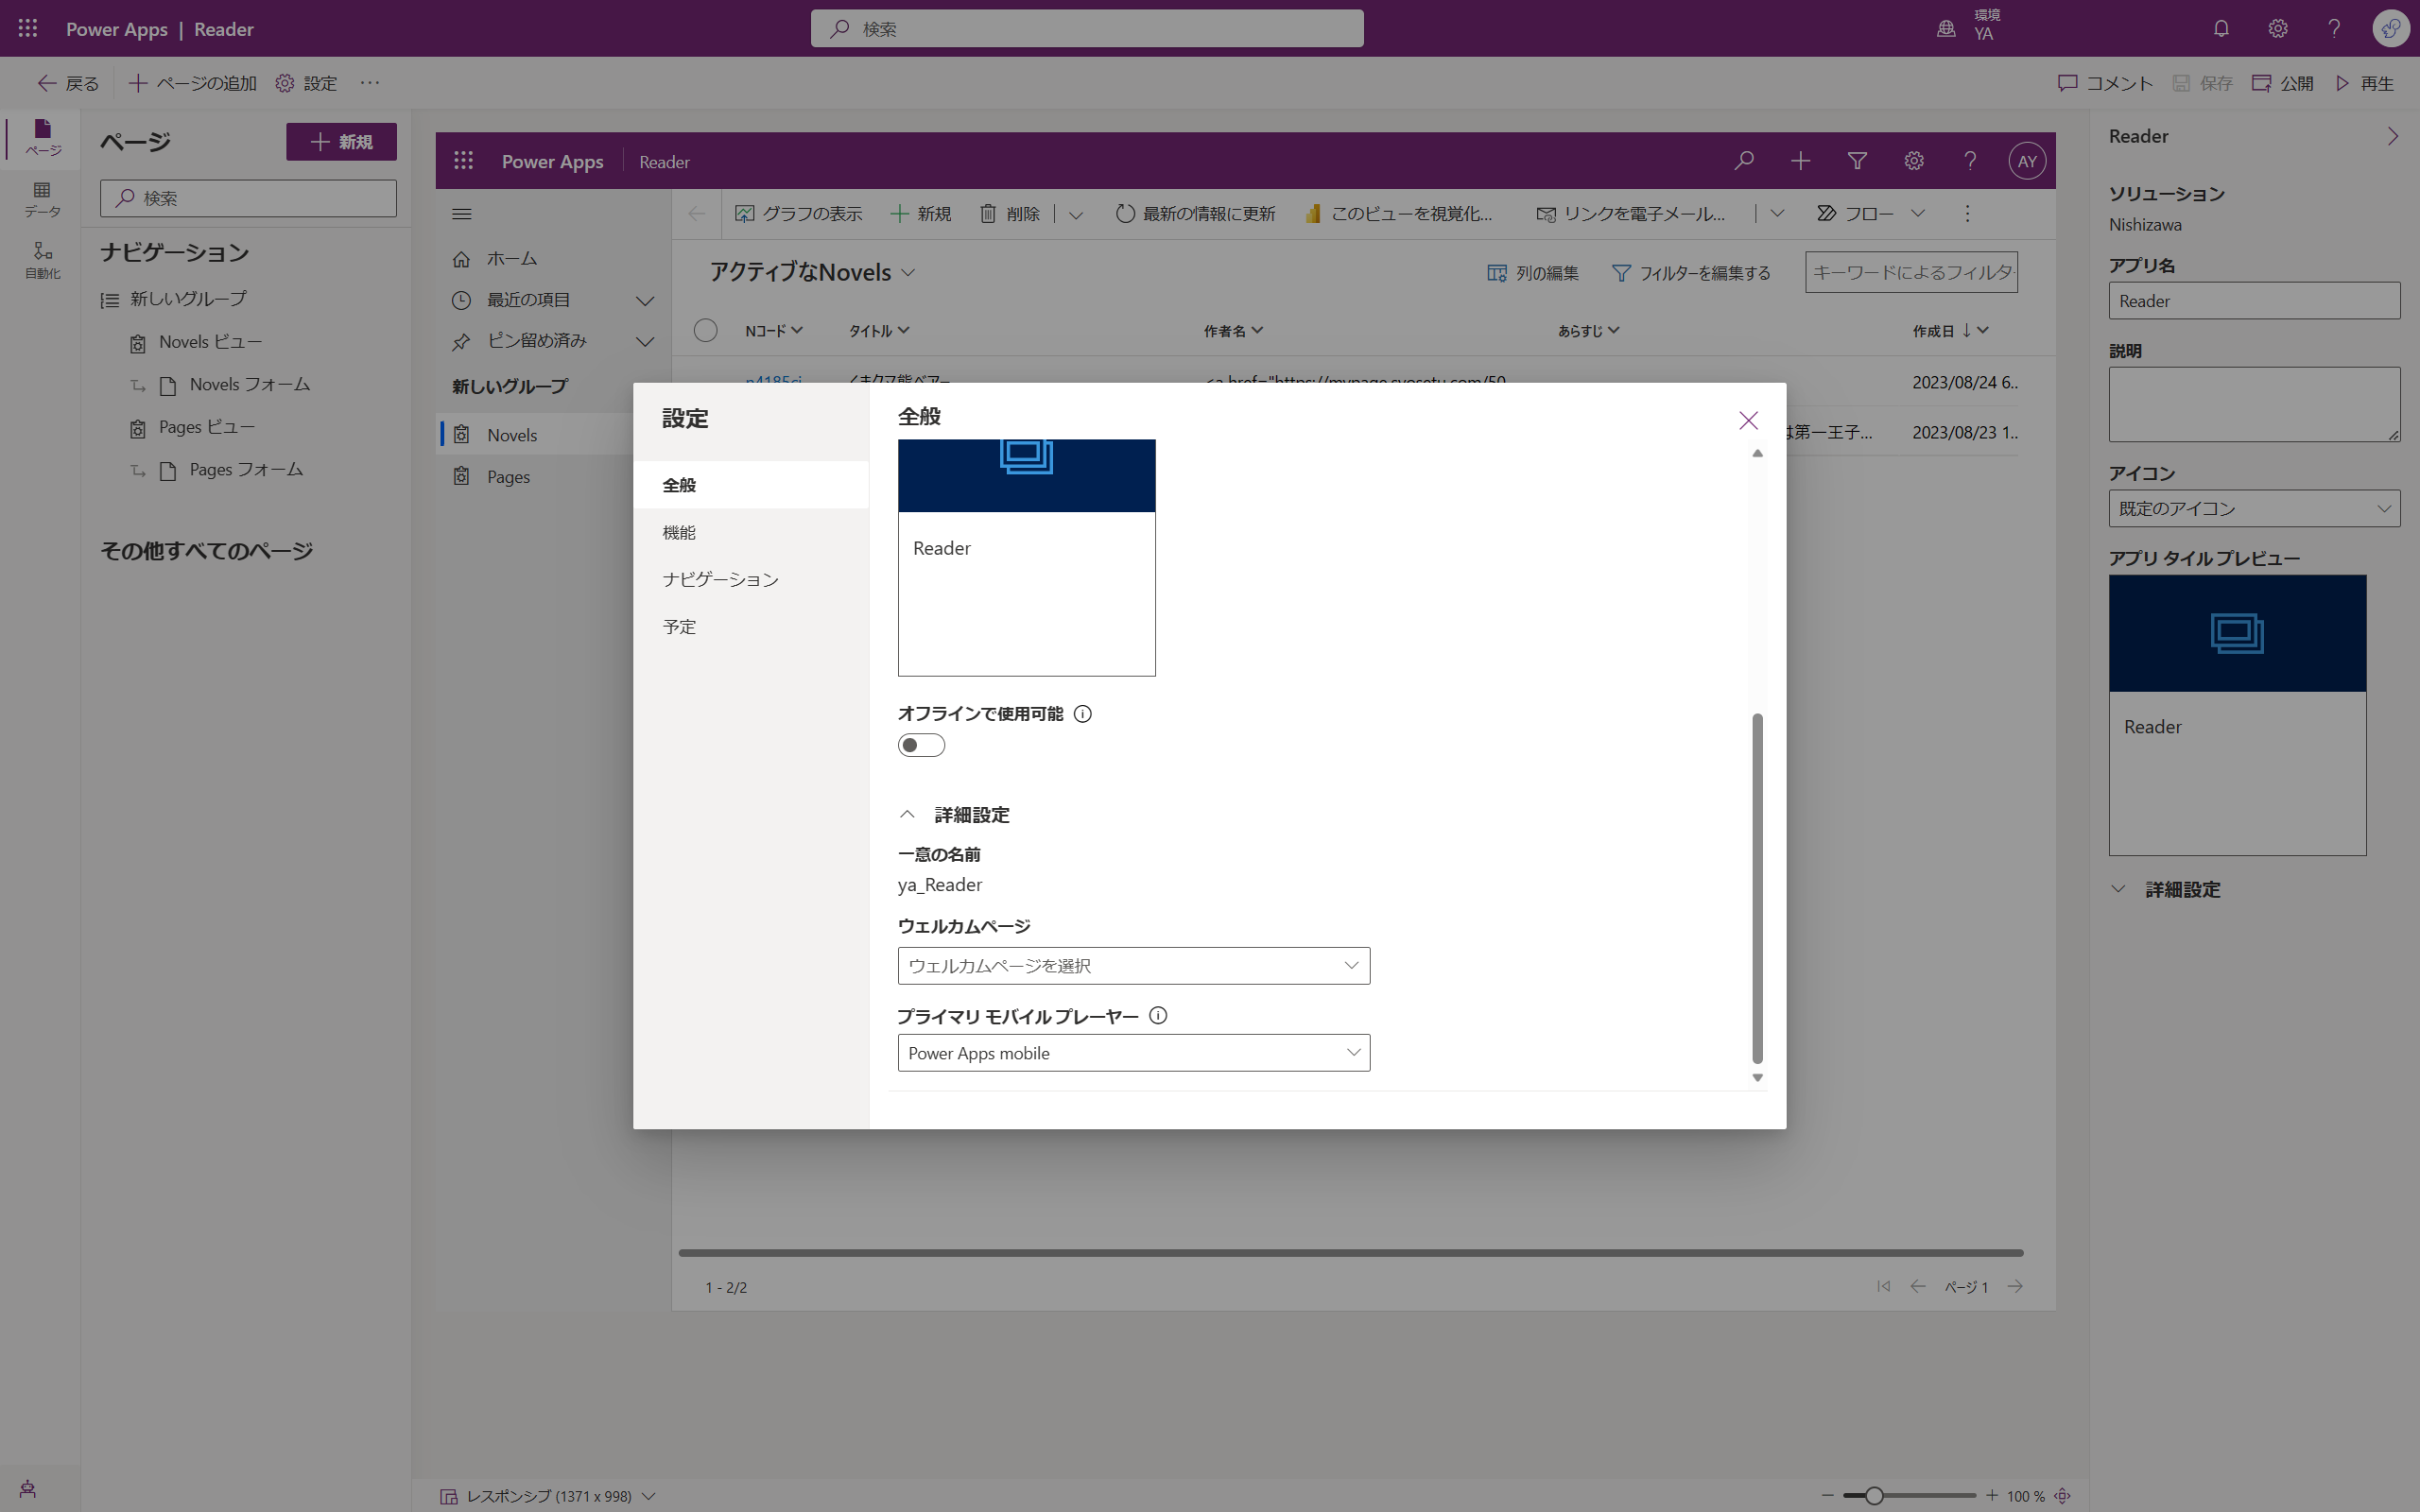 Power Apps | Reader
検索
環境
YA
戻る
ページの追加
設定
コメント
保存
公開
再生
ページ
データ
自動化
ページ
新規
検索
ナビゲーション
新しいグループ
Novels ビュー
Novels フォーム
Pages ビュー
Pages フォーム
その他すべてのページ
Power Apps
Reader
AY
ホーム
最近の項目
ピン留め済み
新しいグループ
Novels
Pages
グラフの表示
新規
削除
最新の情報に更新
このビューを視覚化...
リンクを電子メール...
フロー
アクティブなNovels
列の編集
フィルターを編集する
キーワードによるフィルタ
Nコード
タイトル
作者名
あらすじ
作成日
n4185ci
くまクマ熊ベアー
<a href="https://mypage.syosetu.com/50
2023/08/24 6..
は第一王子...
2023/08/23 1..
設定
全般
機能
ナビゲーション
予定
全般
Reader
オフラインで使用可能
詳細設定
一意の名前
ya_Reader
ウェルカムページ
ウェルカムページを選択
プライマリ モバイル プレーヤー
Power Apps mobile
1 - 2/2
ページ 1
レスポンシブ (1371 x 998)
100 %
Reader
ソリューション
Nishizawa
アプリ名
Reader
説明
アイコン
既定のアイコン
アプリ タイル プレビュー
Reader
詳細設定